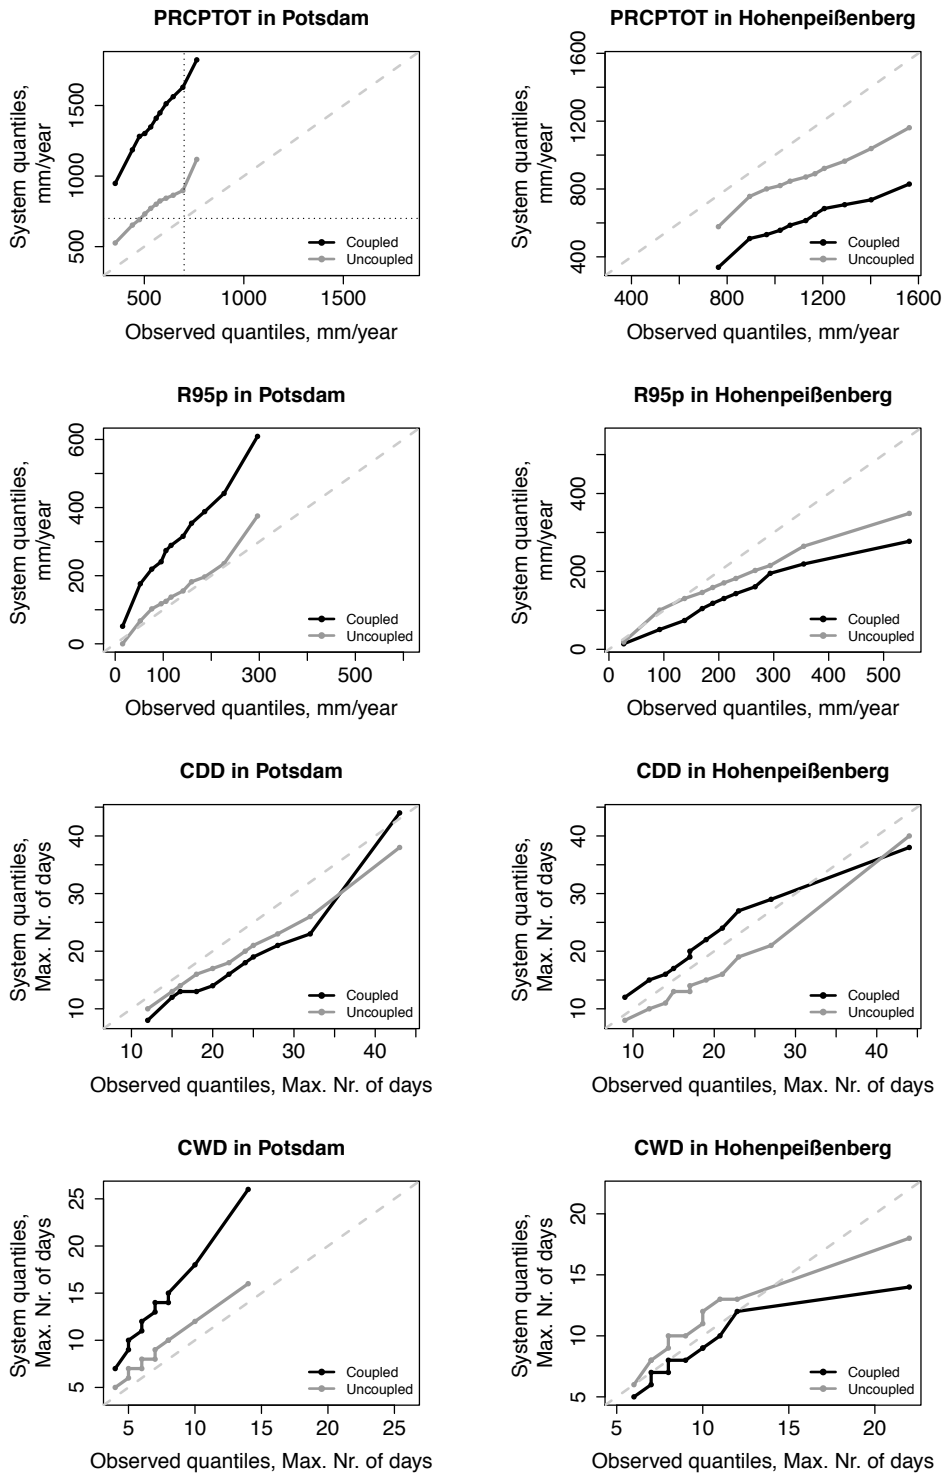 PRCPTOT in Potsdam
System quantiles,
mm/year
500 1000 1500
Coupled
Uncoupled
500 1000 1500
Observed quantiles, mm/year
PRCPTOT in Hohenpeißenberg
System quantiles,
mm/year
400 800 1200 1600
Coupled
Uncoupled
400 800 1200 1600
Observed quantiles, mm/year
R95p in Potsdam
System quantiles,
mm/year
0 200 400 600
Coupled
Uncoupled
0 100 300 500
Observed quantiles, mm/year
R95p in Hohenpeißenberg
System quantiles,
mm/year
0 200 400
Coupled
Uncoupled
0 100 200 300 400 500
Observed quantiles, mm/year
CDD in Potsdam
System quantiles,
Max. Nr. of days
10 20 30 40
Coupled
Uncoupled
10 20 30 40
Observed quantiles, Max. Nr. of days
CDD in Hohenpeißenberg
System quantiles,
Max. Nr. of days
10 20 30 40
Coupled
Uncoupled
10 20 30 40
Observed quantiles, Max. Nr. of days
CWD in Potsdam
System quantiles,
Max. Nr. of days
5 10 15 20 25
Coupled
Uncoupled
5 10 15 20 25
Observed quantiles, Max. Nr. of days
CWD in Hohenpeißenberg
System quantiles,
Max. Nr. of days
5 10 15 20
Coupled
Uncoupled
5 10 15 20
Observed quantiles, Max. Nr. of days